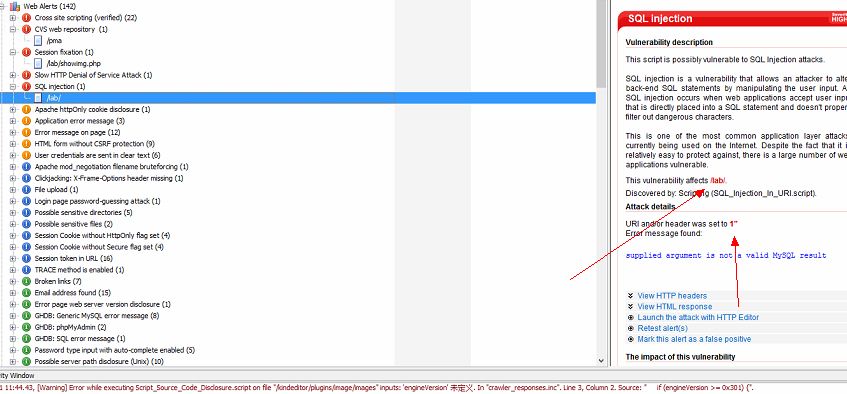 Web Alerts (142)
Cross site scripting (verified) (22)
CVS web repository (1)
/pma
Session fixation (1)
/lab/showimg.php
Slow HTTP Denial of Service Attack (1)
SQL injection (1)
/lab/
Apache httpOnly cookie disclosure (1)
Application error message (3)
Error message on page (12)
HTML form without CSRF protection (9)
User credentials are sent in clear text (6)
Apache mod_negotiation filename bruteforcing (1)
Clickjacking: X-Frame-Options header missing (1)
File upload (1)
Login page password-guessing attack (1)
Possible sensitive directories (5)
Possible sensitive files (2)
Session Cookie without HttpOnly flag set (4)
Session Cookie without Secure flag set (4)
Session token in URL (16)
TRACE method is enabled (1)
Broken links (7)
Email address found (15)
Error page web server version disclosure (1)
GHDB: Generic MySQL error message (8)
GHDB: phpMyAdmin (2)
GHDB: SQL error message (1)
Password type input with auto-complete enabled (5)
Possible server path disclosure (Unix) (10)
SQL injection
HIGH
Vulnerability description
This script is possibly vulnerable to SQL Injection attacks.
SQL injection is a vulnerability that allows an attacker to alte
back-end SQL statements by manipulating the user input. A
SQL injection occurs when web applications accept user inpu
that is directly placed into a SQL statement and doesn't proper
filter out dangerous characters.
This is one of the most common application layer attack
currently being used on the Internet. Despite the fact that it i
relatively easy to protect against, there is a large number of we
applications vulnerable.
This vulnerability affects /lab/.
Discovered by: Scripting (SQL_Injection_In_URI.script).
Attack details
URI and/or header was set to 1'"
Error message found:
supplied argument is not a valid MySQL result
View HTTP headers
View HTML response
Launch the attack with HTTP Editor
Retest alert(s)
Mark this alert as a false positive
The impact of this vulnerability
ity Window
1 11:44.43, [Warning] Error while executing Script_Source_Code_Disclosure.script on file "/kindeditor/plugins/image/images" inputs: 'engineVersion' 未定义. In "crawler_responses.inc". Line 3, Column 2. Source: " if (engineVersion >= 0x301) {".